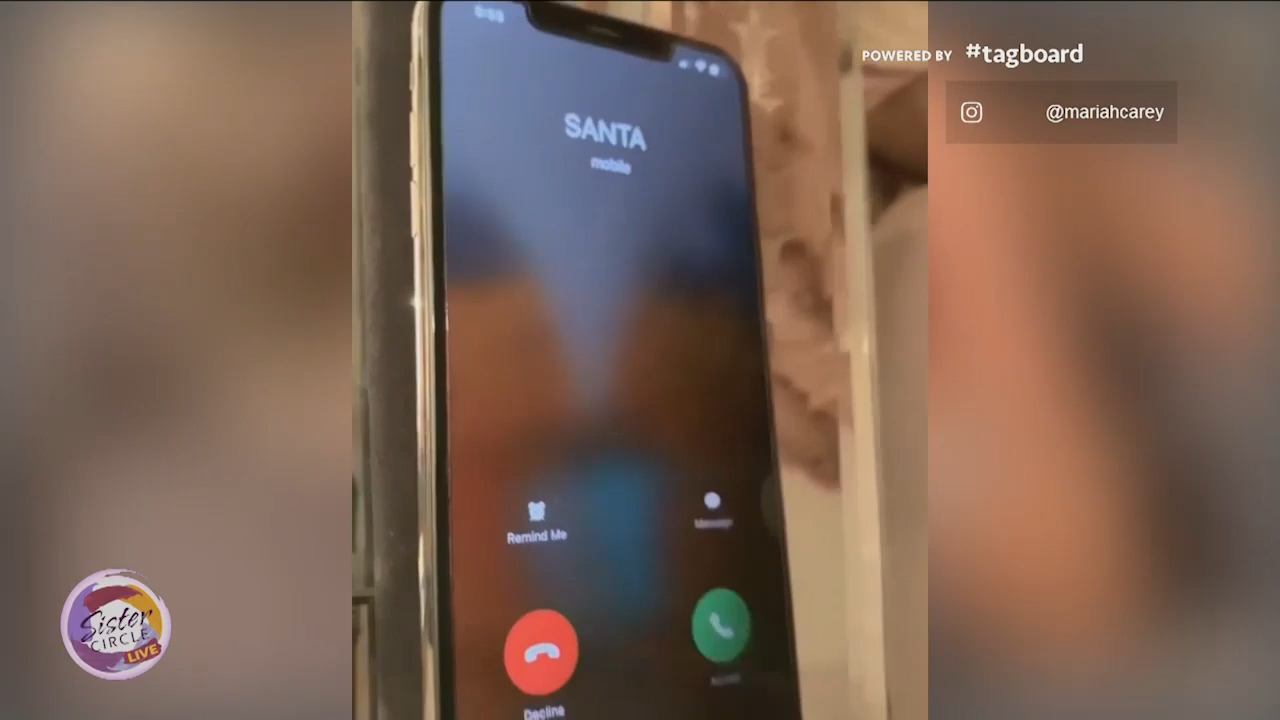 POWERED BY #tagboard
@mariahcarey
SANTA
mobile
Remind Me
Message
Decline
Sister
CIRCLE
LIVE